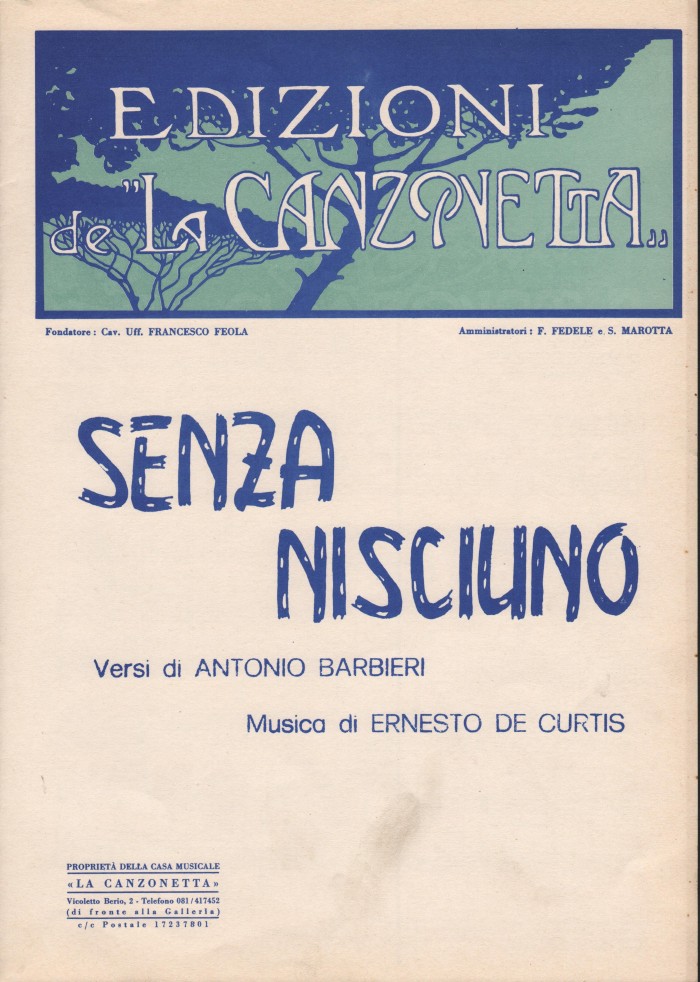 EDIZIONI
de "LA CANZONETTA„
Fondatore : Cav. Uff. FRANCESCO FEOLA
Amministratori : F. FEDELE e S. MAROTTA
SENZA
NISCIUNO
Versi di ANTONIO BARBIERI
Musica di ERNESTO DE CURTIS
PROPRIETÀ DELLA CASA MUSICALE
«LA CANZONETTA»
Vicoletto Berio, 2 - Telefono 081/417452
(di fronte alla Galleria)
c/c Postale 17237801